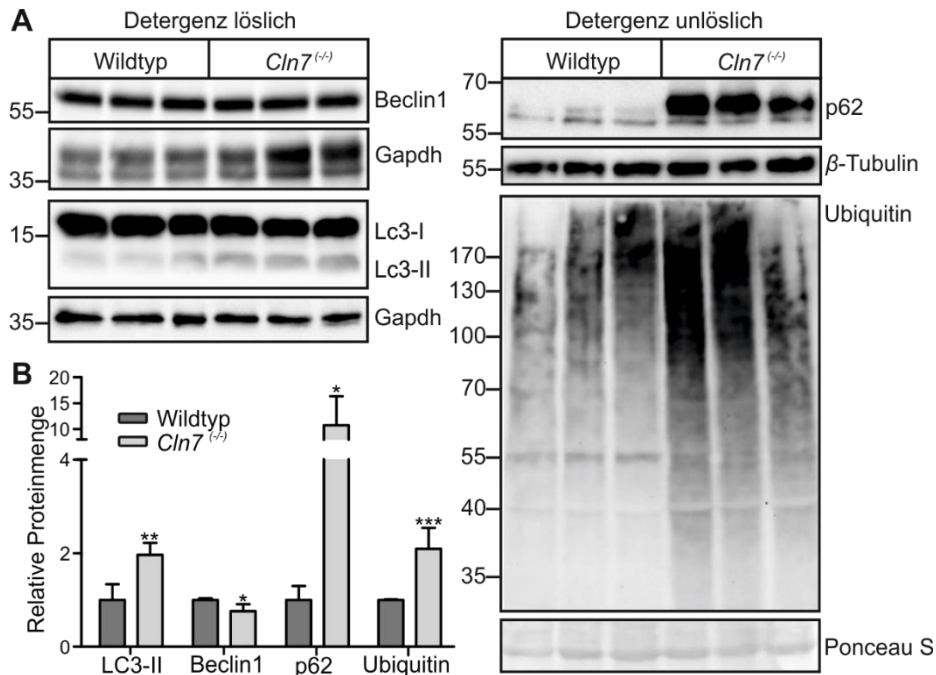 A
Detergenz löslich
Wildtyp Cln7 (-/-)
55 Beclin1
Gapdh
35
15 Lc3-I
Lc3-II
35 Gapdh
Detergenz unlöslich
Wildtyp Cln7 (-/-)
70
p62
55
55 β-Tubulin
Ubiquitin
170
130
100
70
55
40
35
Ponceau S
B
Relative Proteinmenge
20
15
10
4
2
0
Wildtyp
Cln7 (-/-)
** * * ***
LC3-II Beclin1 p62 Ubiquitin